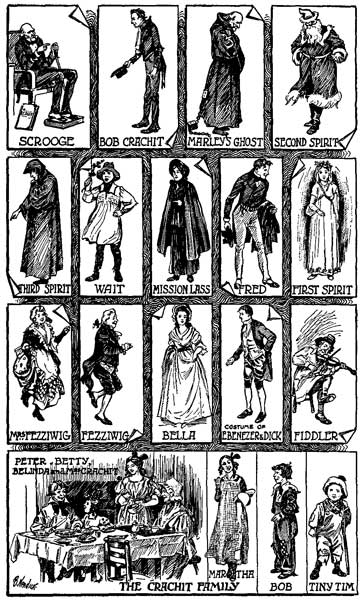 SCROOGE
BOB CRACHIT
MARLEY'S GHOST
SECOND SPIRIT
THIRD SPIRIT
WAIT
MISSION LASS
FRED
FIRST SPIRIT
MRS FEZZIWIG
FEZZIWIG
BELLA
COSTUME OF
EBENEZER & DICK
FIDDLER
PETER, BETTY,
BELINDA and MRS CRACHIT
MARTHA
THE CRACHIT FAMILY
BOB
TINY TIM